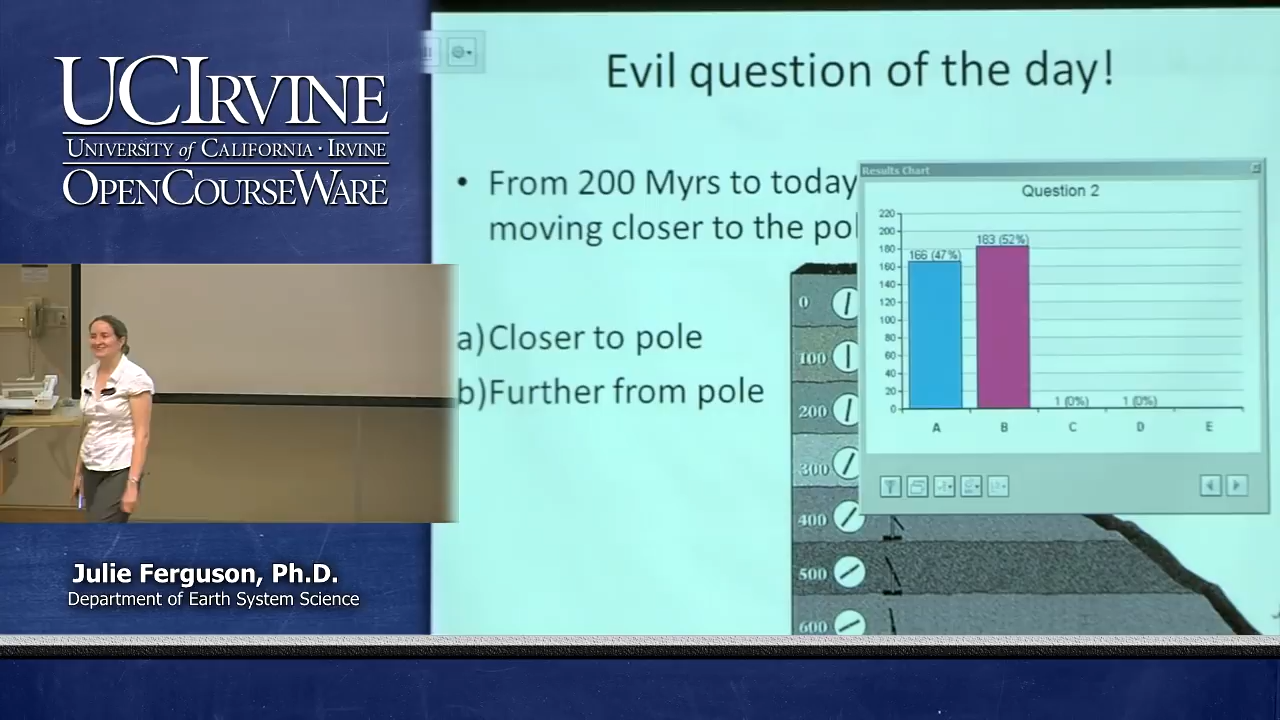 UCIRVINE
UNIVERSITY of CALIFORNIA · IRVINE
OPENCOURSEWARE
Julie Ferguson, Ph.D.
Department of Earth System Science
Evil question of the day!
• From 200 Myrs to today
moving closer to the pol
a)Closer to pole
b)Further from pole
0
100
200
300
400
500
600
Results Chart
Question 2
220
200
180
160
140
120
100
80
60
40
20
0
166 (47%)
183 (52%)
1 (0%)
1 (0%)
A B C D E